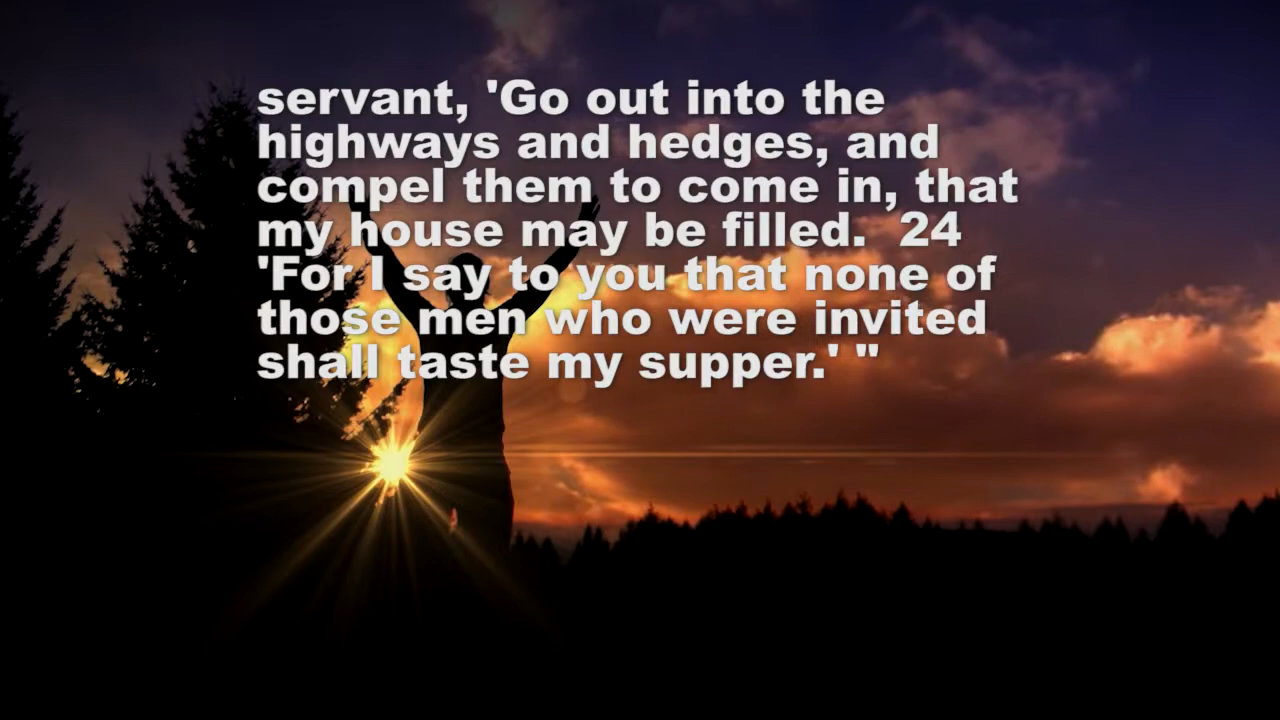 servant, 'Go out into the
highways and hedges, and
compel them to come in, that
my house may be filled.  24
'For I say to you that none of
those men who were invited
shall taste my supper.' "